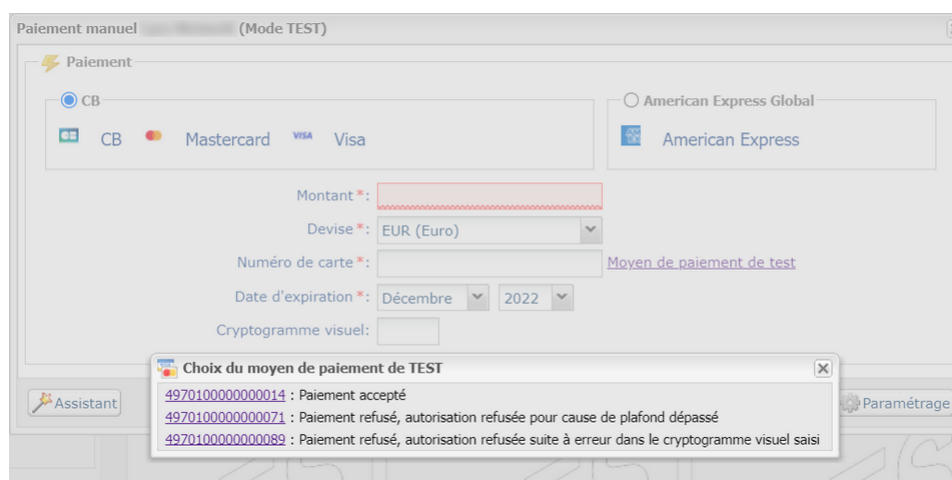 Paiement manuel (Mode TEST)
Paiement
CB
American Express Global
CB Mastercard VISA Visa
American Express
Montant *:
Devise *: EUR (Euro)
Numéro de carte *: Moyen de paiement de test
Date d'expiration *: Décembre 2022
Cryptogramme visuel:
Choix du moyen de paiement de TEST
4970100000000014 : Paiement accepté
4970100000000071 : Paiement refusé, autorisation refusée pour cause de plafond dépassé
4970100000000089 : Paiement refusé, autorisation refusée suite à erreur dans le cryptogramme visuel saisi
Assistant
Paramétrage